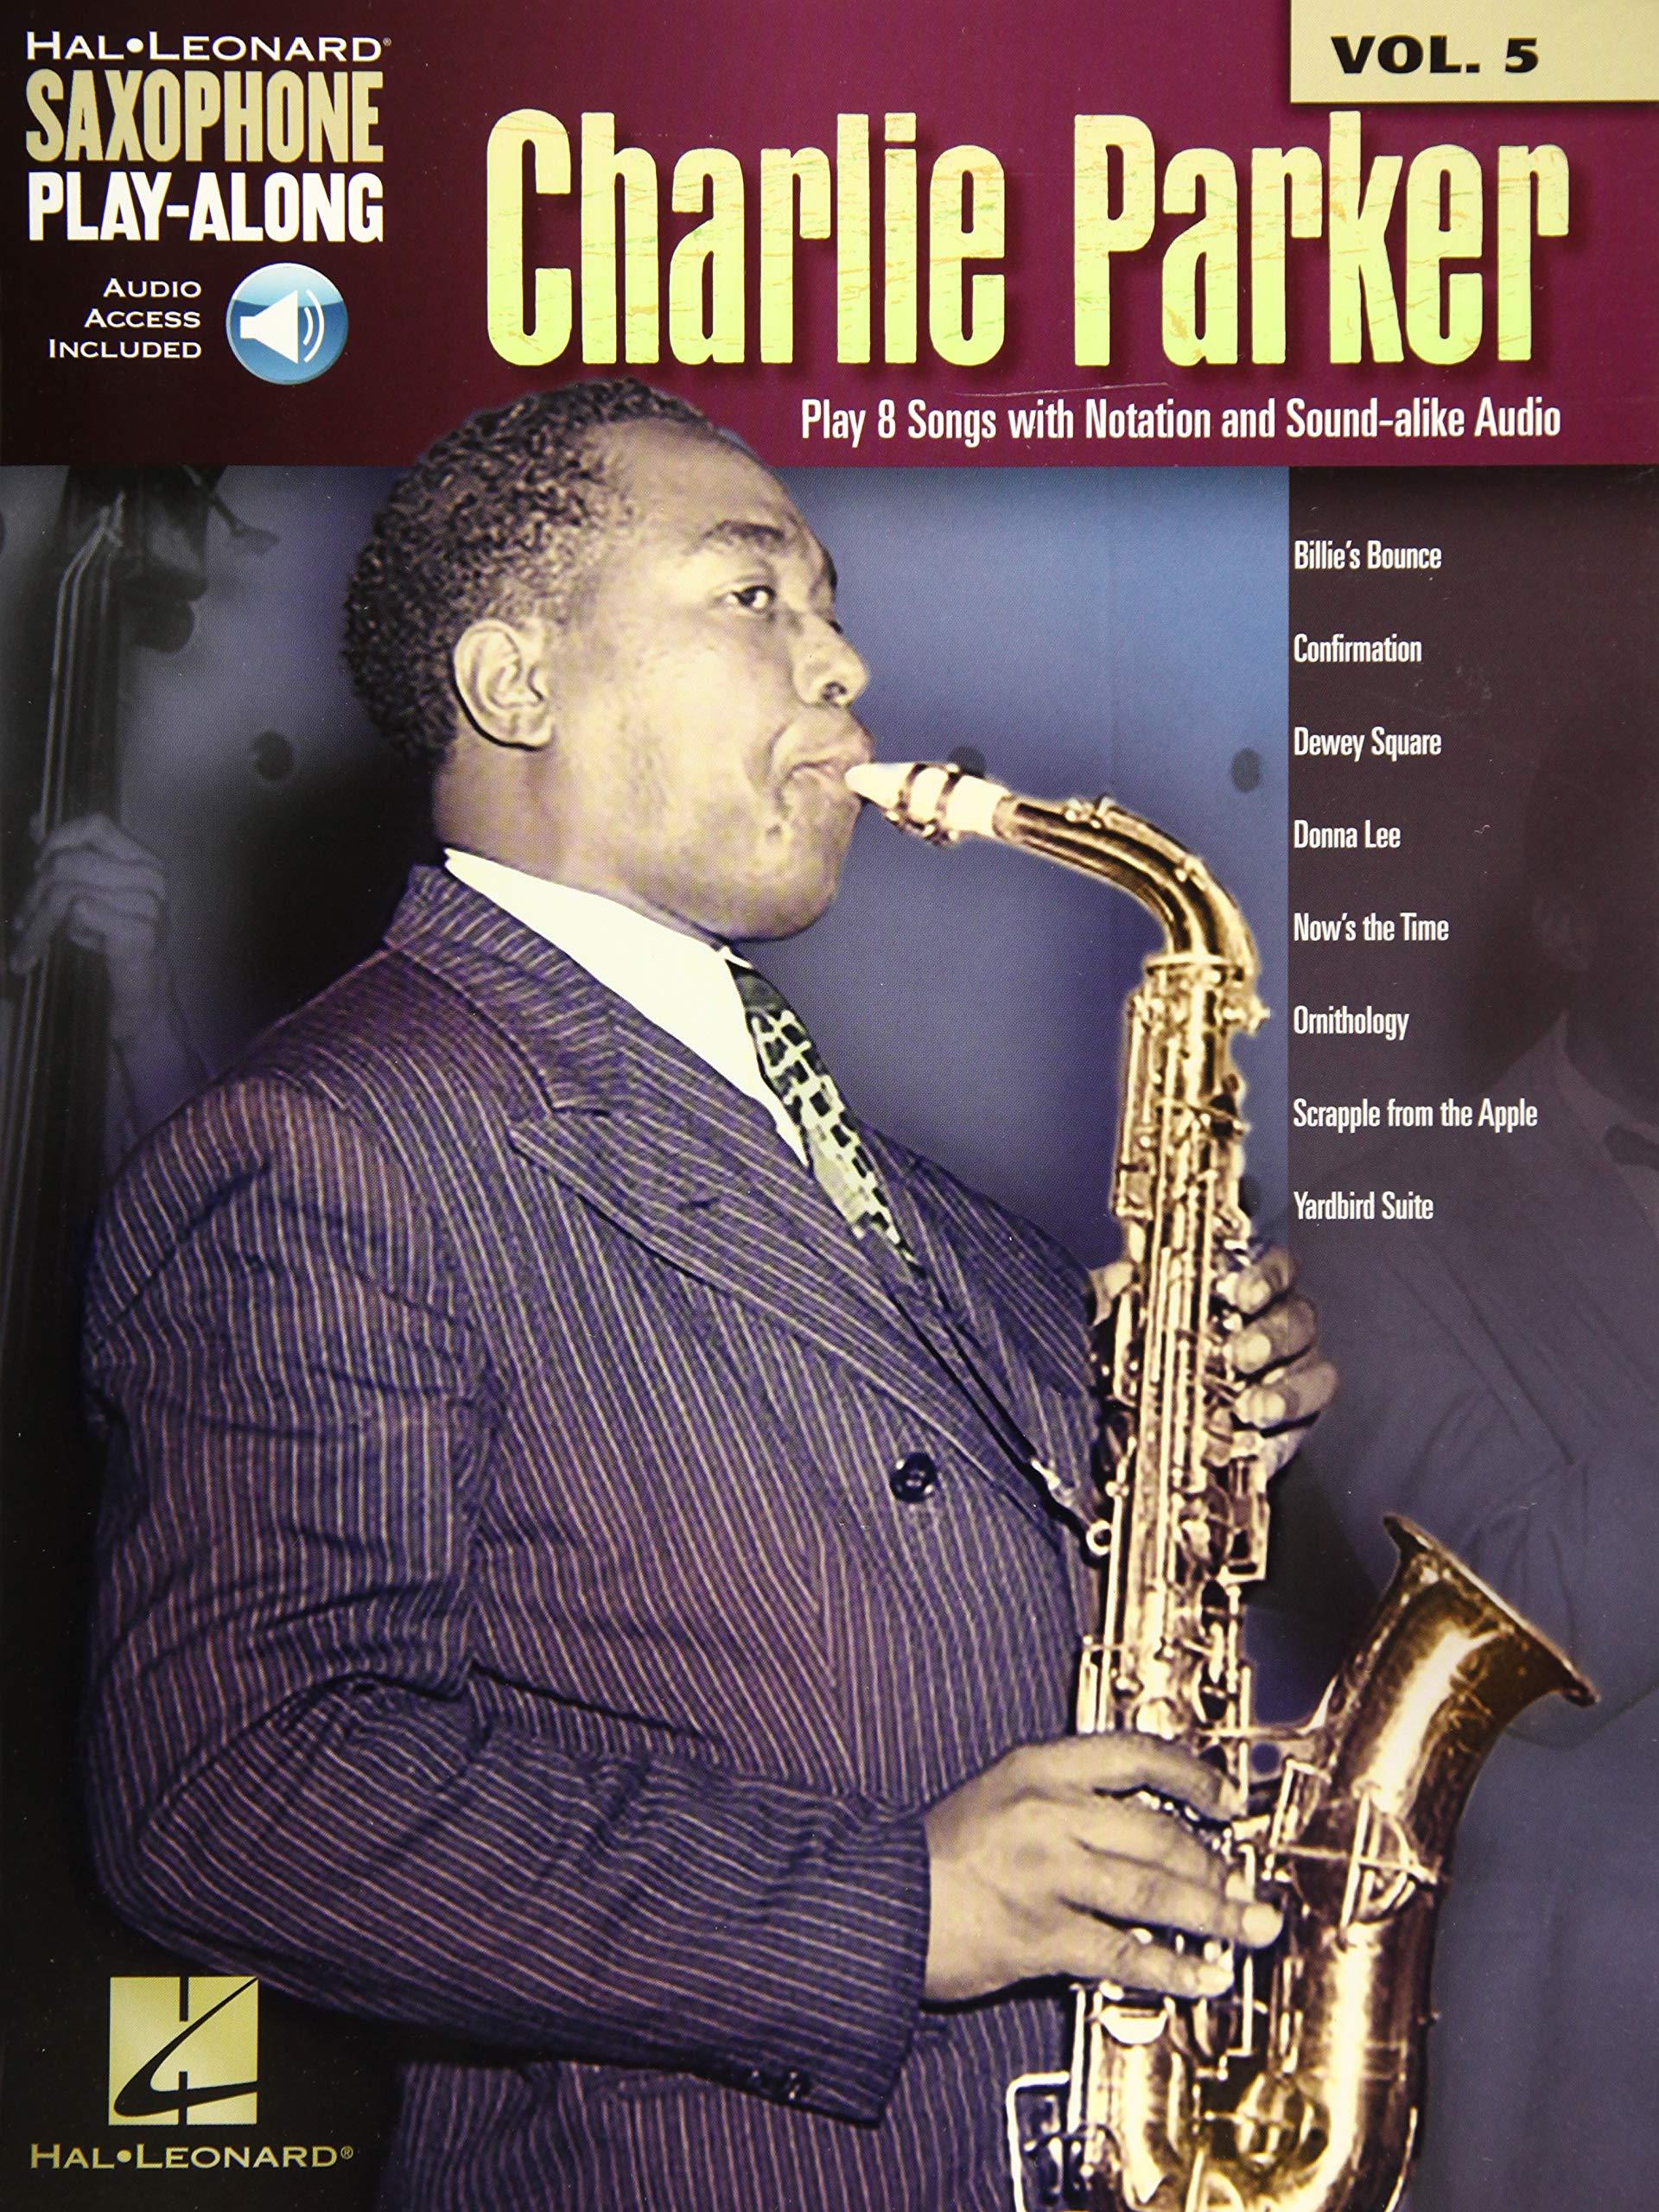 HAL•LEONARD®
SAXOPHONE
PLAY-ALONG
AUDIO
ACCESS
INCLUDED
VOL. 5
Charlie Parker
Play 8 Songs with Notation and Sound-alike Audio
Billie's Bounce
Confirmation
Dewey Square
Donna Lee
Now's the Time
Ornithology
Scrapple from the Apple
Yardbird Suite
HAL•LEONARD®